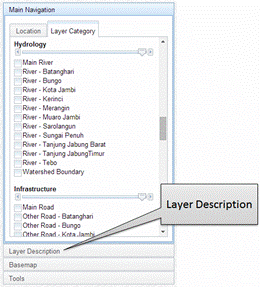 Main Navigation
Location
Layer Category
Hydrology
Main River
River - Batanghari
River - Bungo
River - Kota Jambi
River - Kerinci
River - Merangin
River - Muaro Jambi
River - Sarolangun
River - Sungai Penuh
River - Tanjung Jabung Barat
River - Tanjung JabungTimur
River - Tebo
Watershed Boundary
Infrastructure
Main Road
Other Road - Batanghari
Other Road - Bungo
Other Road - Kota Jambi
Layer Description
Layer Description
Basemap
Tools